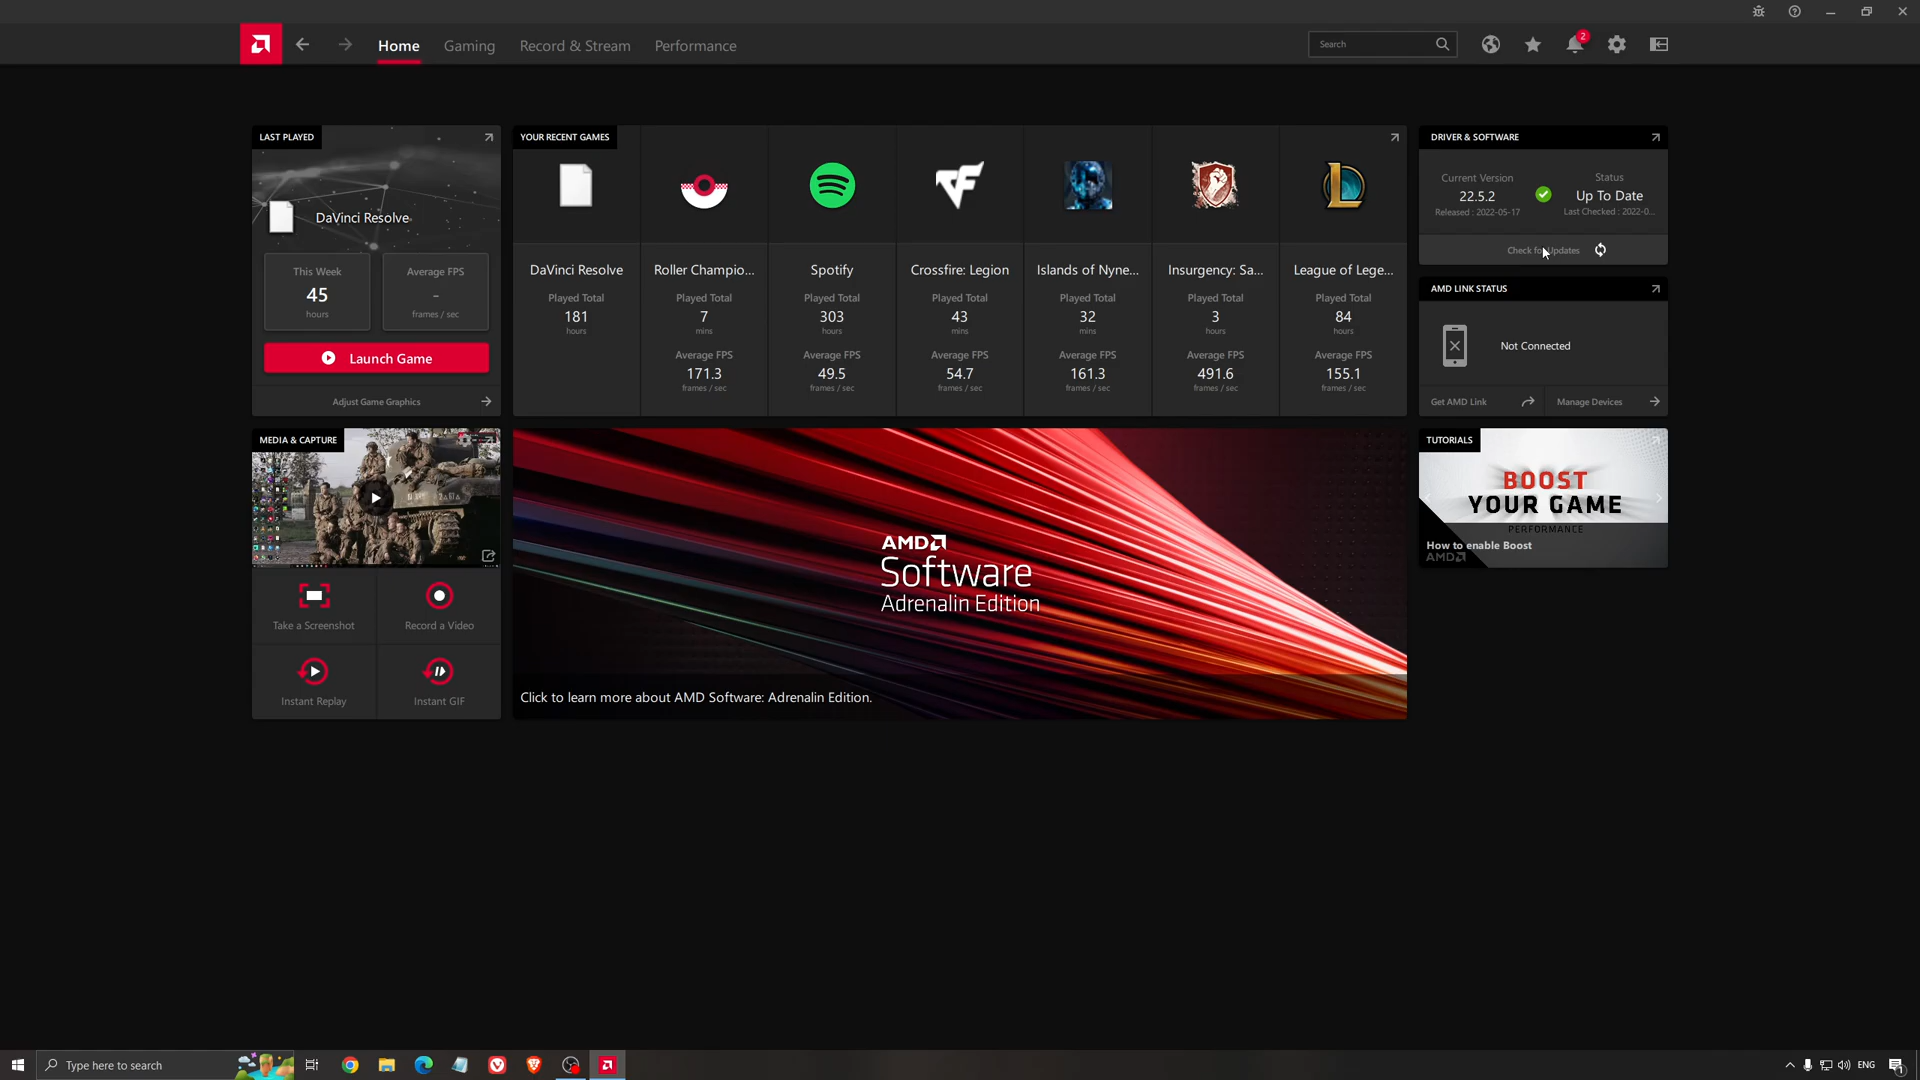 Home
Gaming
Record & Stream
Performance
Search
2
LAST PLAYED
DaVinci Resolve
This Week
45
hours
Average FPS
-
frames / sec
Launch Game
Adjust Game Graphics
YOUR RECENT GAMES
DaVinci Resolve
Played Total
181
hours
Roller Champio...
Played Total
7
mins
Average FPS
171.3
frames / sec
Spotify
Played Total
303
hours
Average FPS
49.5
frames / sec
Crossfire: Legion
Played Total
43
mins
Average FPS
54.7
frames / sec
Islands of Nyne...
Played Total
32
mins
Average FPS
161.3
frames / sec
Insurgency: Sa...
Played Total
3
hours
Average FPS
491.6
frames / sec
League of Lege...
Played Total
84
hours
Average FPS
155.1
frames / sec
DRIVER & SOFTWARE
Current Version
22.5.2
Released : 2022-05-17
Status
Up To Date
Last Checked : 2022-0...
Check for Updates
AMD LINK STATUS
Not Connected
Get AMD Link
Manage Devices
MEDIA & CAPTURE
Take a Screenshot
Record a Video
Instant Replay
Instant GIF
AMD
Software
Adrenalin Edition
Click to learn more about AMD Software: Adrenalin Edition.
TUTORIALS
BOOST
YOUR GAME
PERFORMANCE
How to enable Boost
AMD
Type here to search
ENG
1